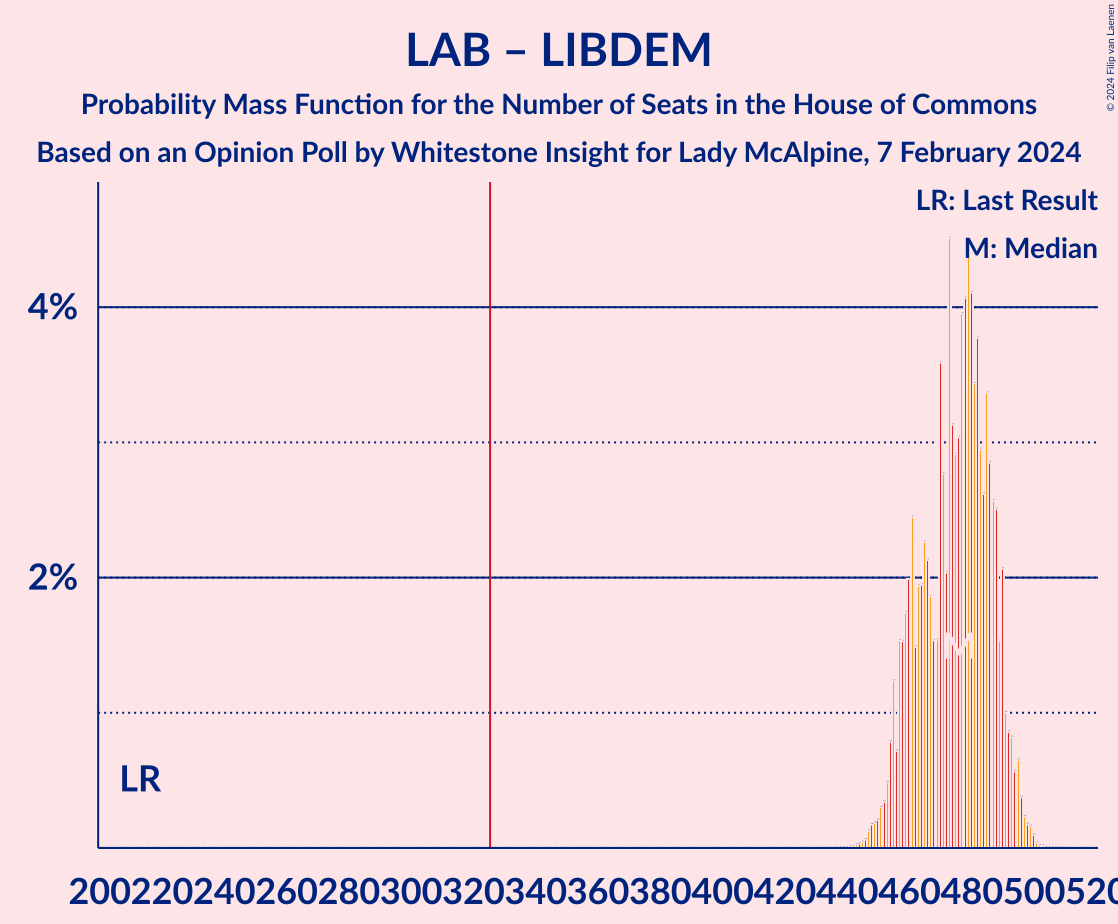 LAB – LIBDEM
Probability Mass Function for the Number of Seats in the House of Commons
Based on an Opinion Poll by Whitestone Insight for Lady McAlpine, 7 February 2024
© 2024 Filip van Laenen
LR: Last Result
M: Median
4%
2%
M
LR
200220240260280300320340360380400420440460480500520